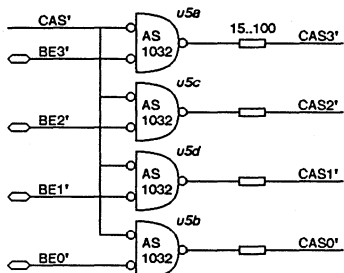 CAS' u5a 15..100 CAS3'
AS
1032
BE3'
u5c CAS2'
AS
1032
BE2'
u5d CAS1'
AS
1032
BE1'
u5b CAS0'
AS
1032
BE0'